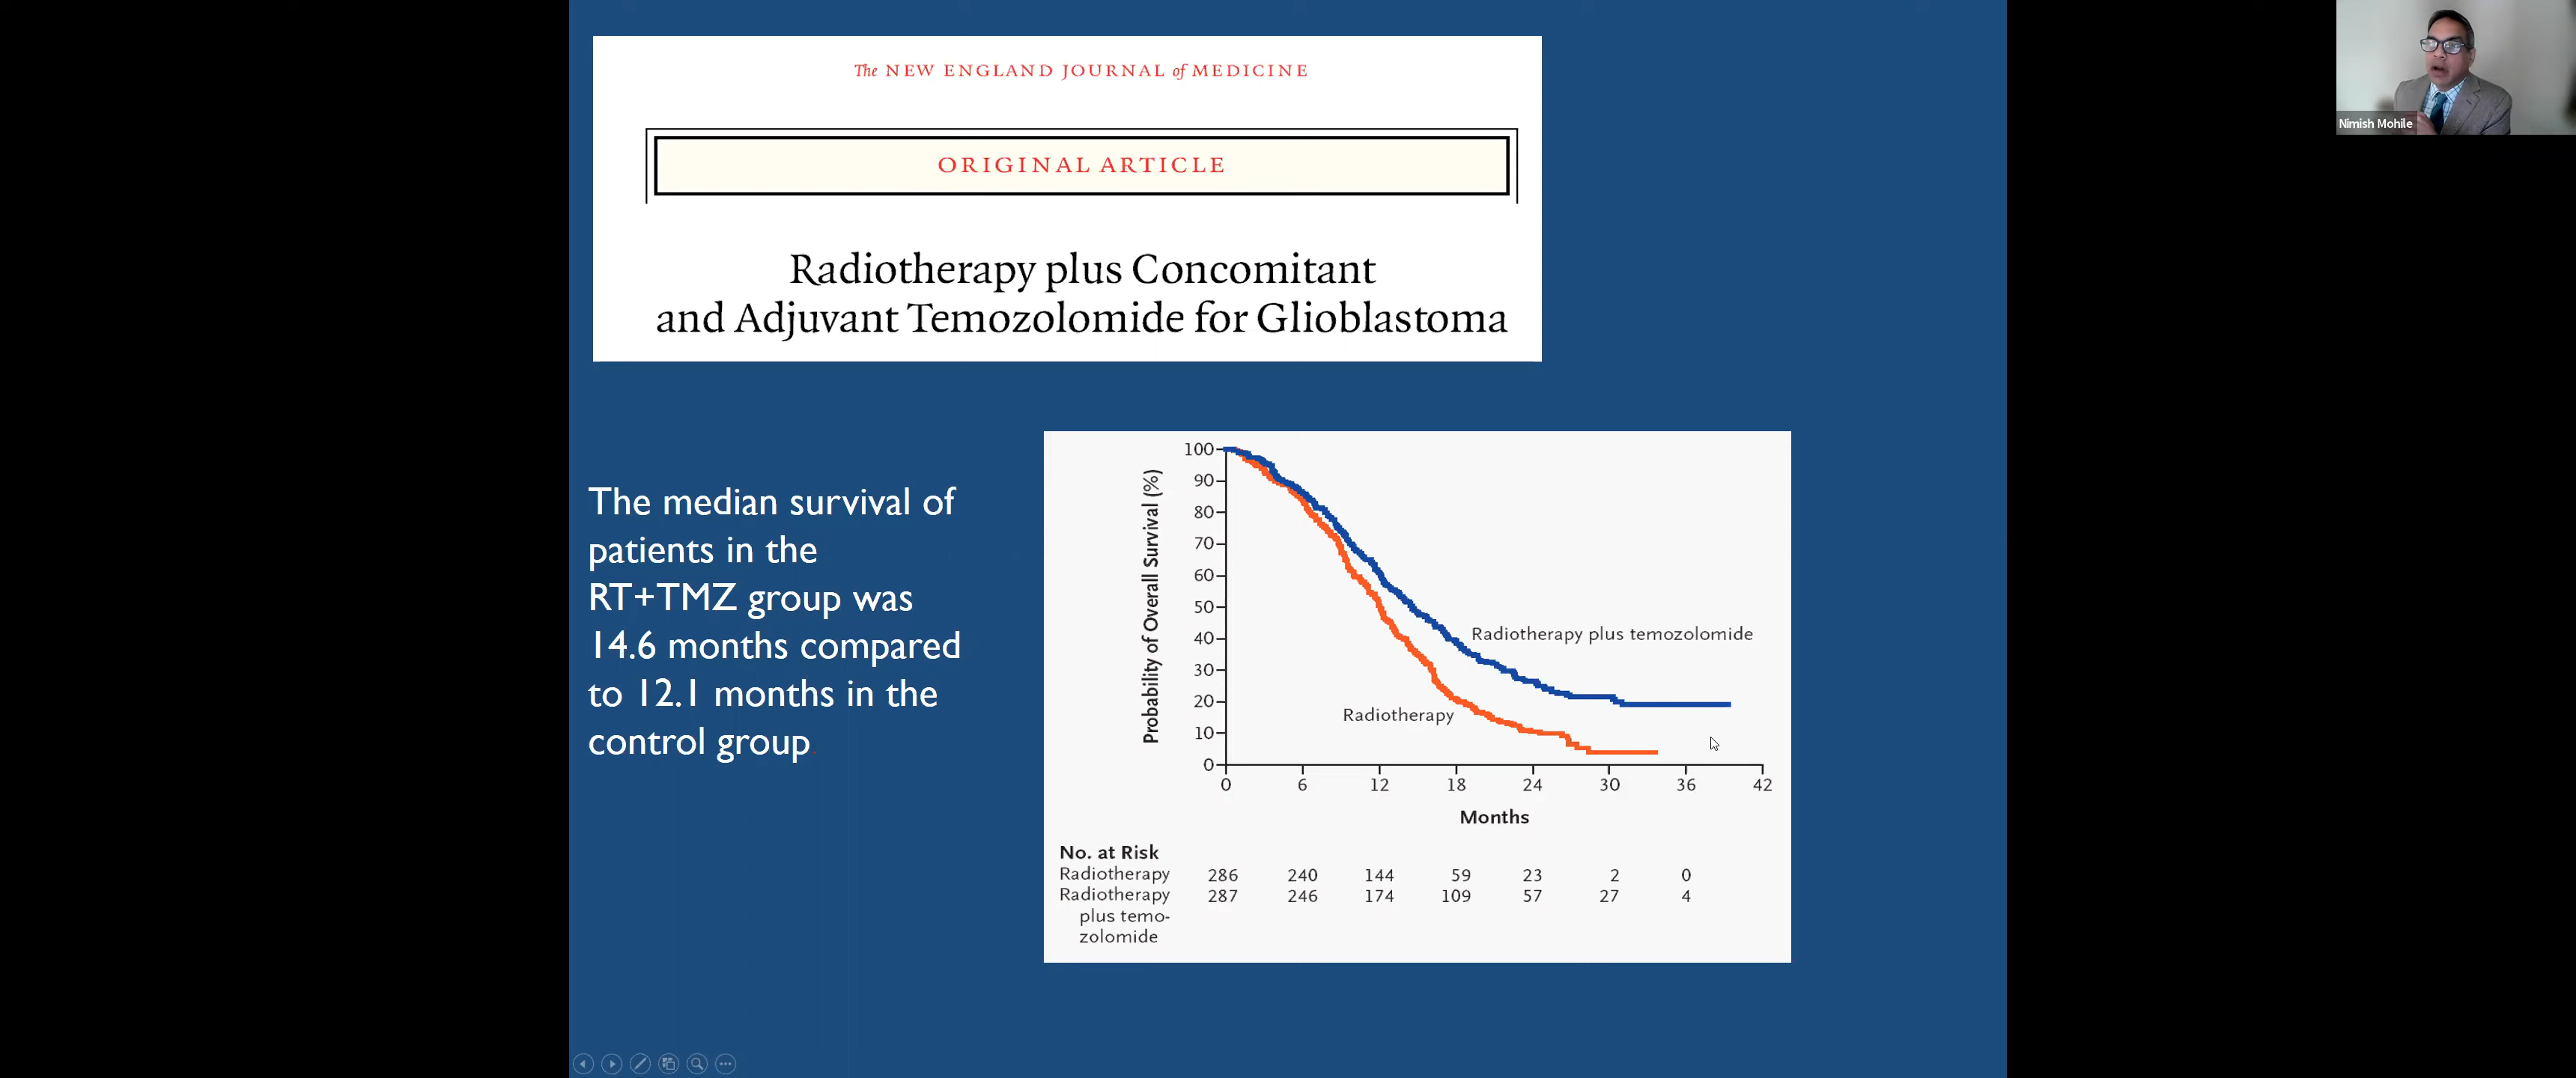 The NEW ENGLAND JOURNAL of MEDICINE
ORIGINAL ARTICLE
Radiotherapy plus Concomitant
and Adjuvant Temozolomide for Glioblastoma
Nimish Mohile
The median survival of
patients in the
RT+TMZ group was
14.6 months compared
to 12.1 months in the
control group.
Probability of Overall Survival (%)
100
90
80
70
60
50
40
30
20
10
0
Radiotherapy plus temozolomide
Radiotherapy
0 6 12 18 24 30 36 42
Months
No. at Risk
Radiotherapy 286 240 144 59 23 2 0
Radiotherapy 287 246 174 109 57 27 4
plus temo-
zolomide